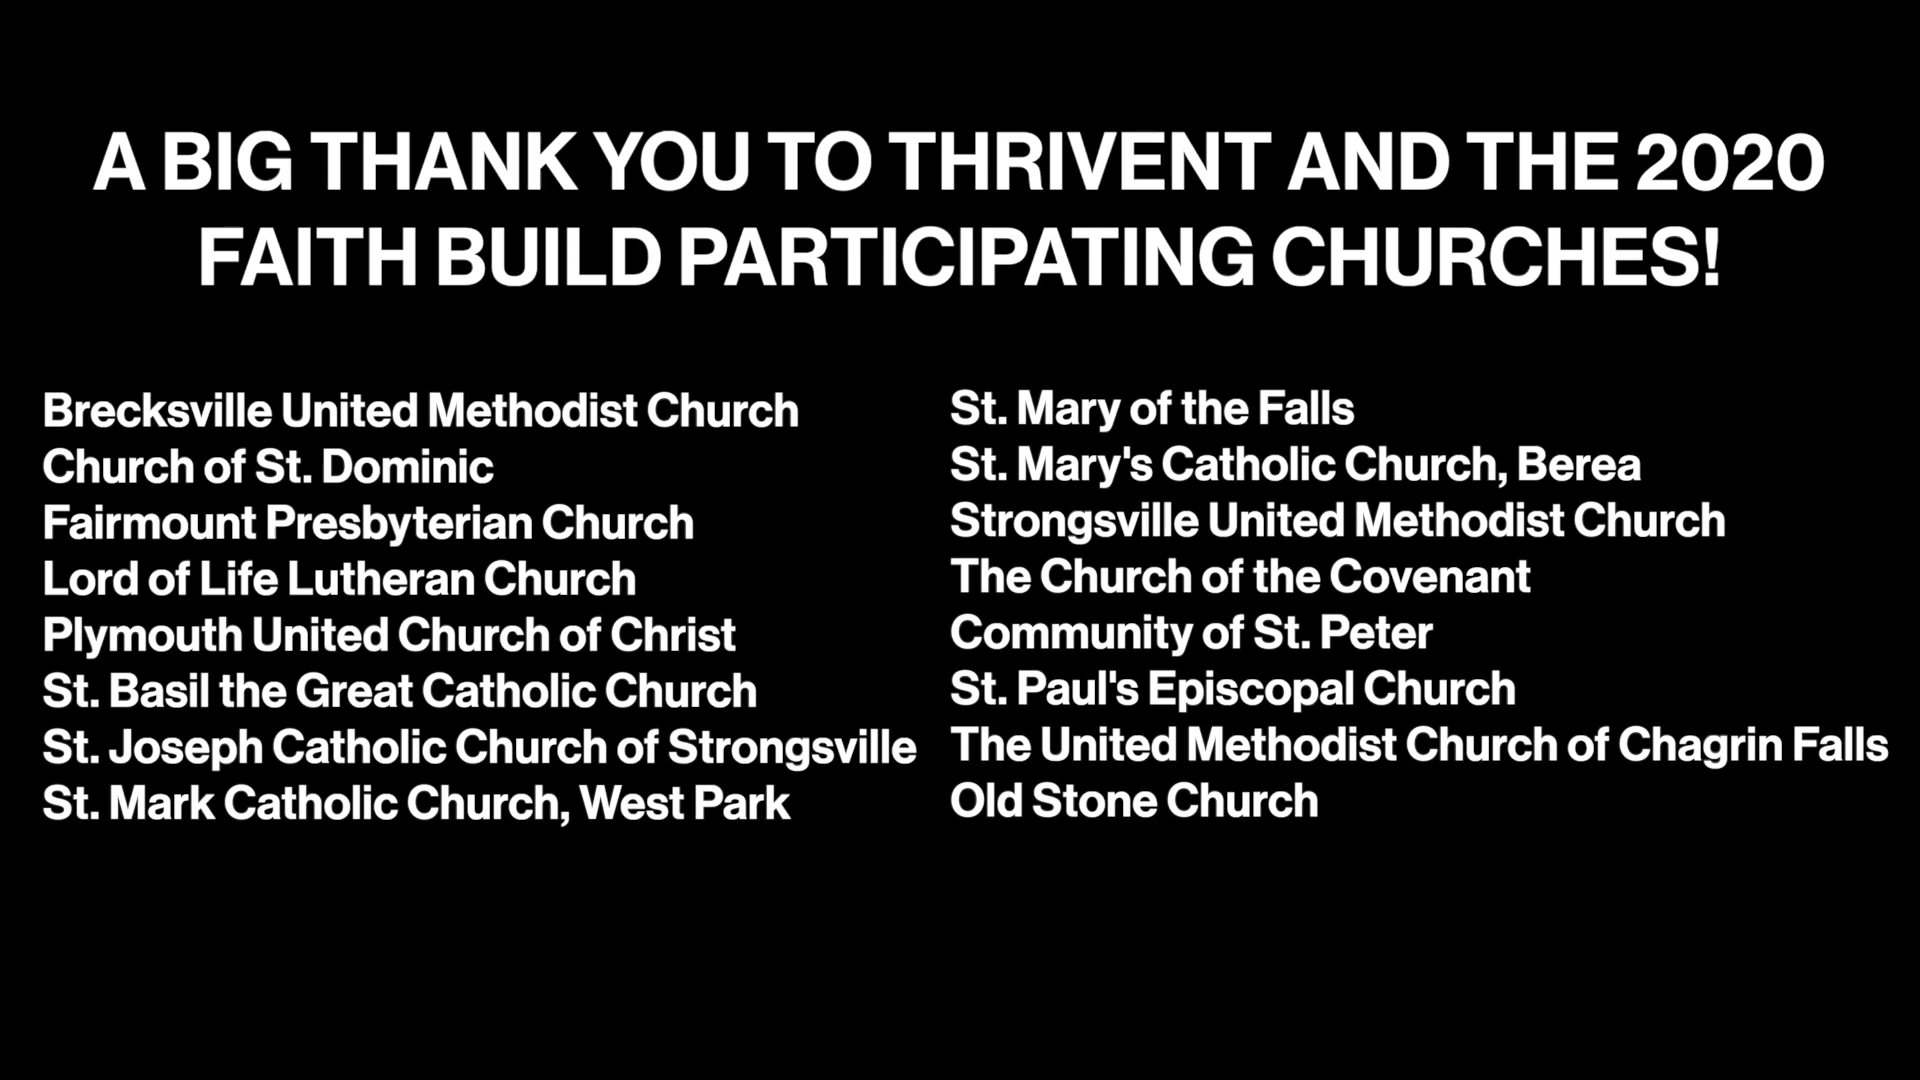 A BIG THANK YOU TO THRIVENT AND THE 2020
FAITH BUILD PARTICIPATING CHURCHES!
Brecksville United Methodist Church
Church of St. Dominic
Fairmount Presbyterian Church
Lord of Life Lutheran Church
Plymouth United Church of Christ
St. Basil the Great Catholic Church
St. Joseph Catholic Church of Strongsville
St. Mark Catholic Church, West Park
St. Mary of the Falls
St. Mary's Catholic Church, Berea
Strongsville United Methodist Church
The Church of the Covenant
Community of St. Peter
St. Paul's Episcopal Church
The United Methodist Church of Chagrin Falls
Old Stone Church